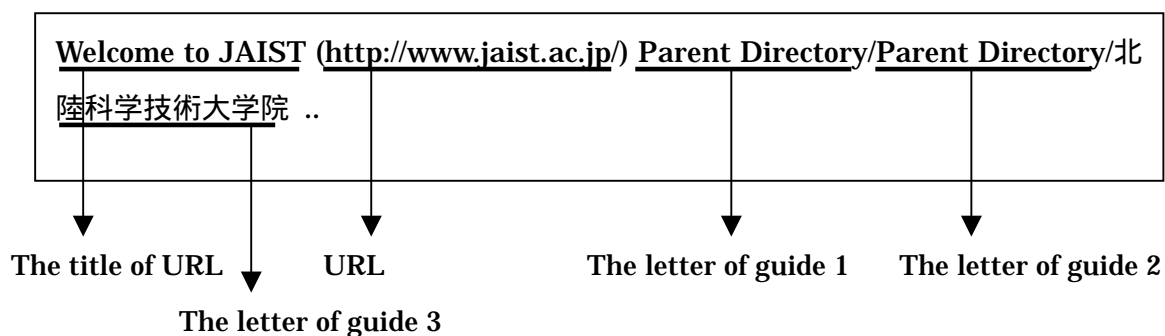 Welcome to JAIST (http://www.jaist.ac.jp/) Parent Directory/Parent Directory/北
陸科学技術大学院 ..
The title of URL URL The letter of guide 1 The letter of guide 2
The letter of guide 3